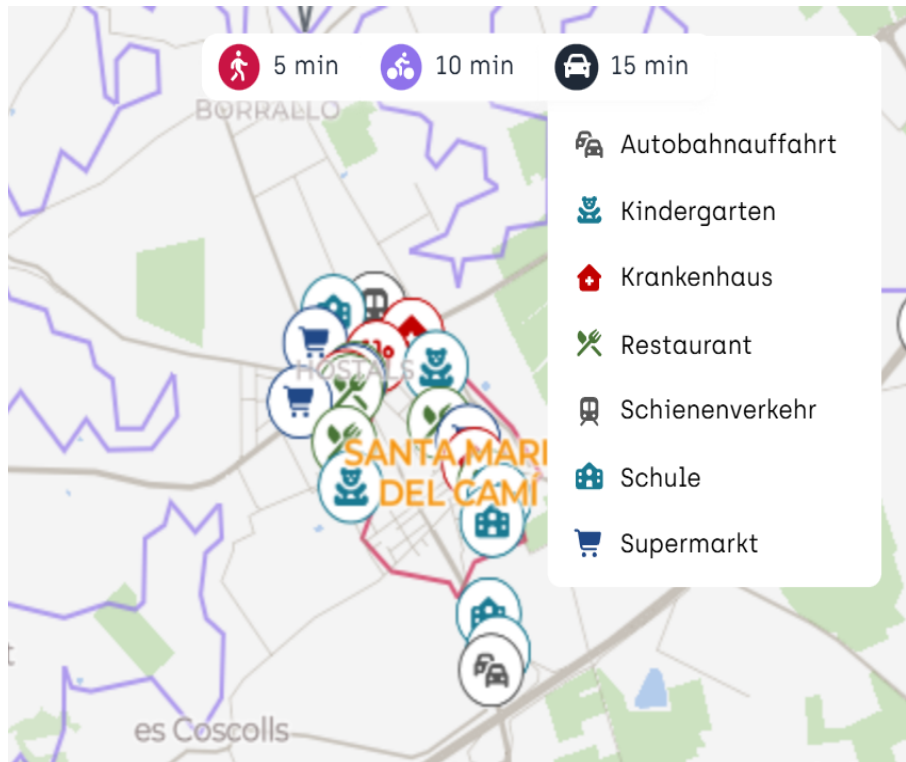 5 min
10 min
15 min
BORRALLO
Autobahnauffahrt
Kindergarten
Krankenhaus
Restaurant
Schienenverkehr
Schule
Supermarkt
HOSTALS
SANTA MARI
DEL CAMÍ
es Coscolls